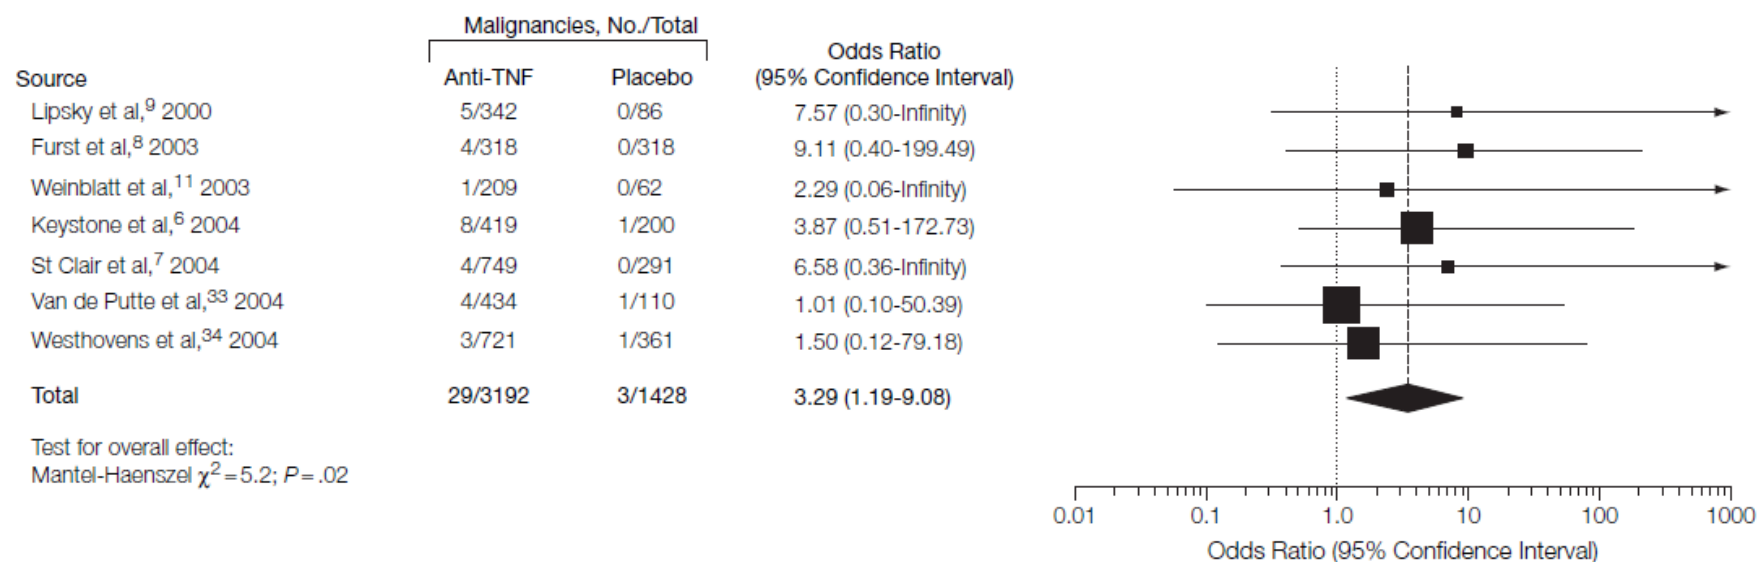 Malignancies, No./Total
Odds Ratio
Source Anti-TNF Placebo (95% Confidence Interval)
Lipsky et al,9 2000 5/342 0/86 7.57 (0.30-Infinity)
Furst et al,8 2003 4/318 0/318 9.11 (0.40-199.49)
Weinblatt et al,11 2003 1/209 0/62 2.29 (0.06-Infinity)
Keystone et al,6 2004 8/419 1/200 3.87 (0.51-172.73)
St Clair et al,7 2004 4/749 0/291 6.58 (0.36-Infinity)
Van de Putte et al,33 2004 4/434 1/110 1.01 (0.10-50.39)
Westhovens et al,34 2004 3/721 1/361 1.50 (0.12-79.18)
Total 29/3192 3/1428 3.29 (1.19-9.08)
Test for overall effect:
Mantel-Haenszel χ2=5.2; P=.02
0.01 0.1 1.0 10 100 1000
Odds Ratio (95% Confidence Interval)